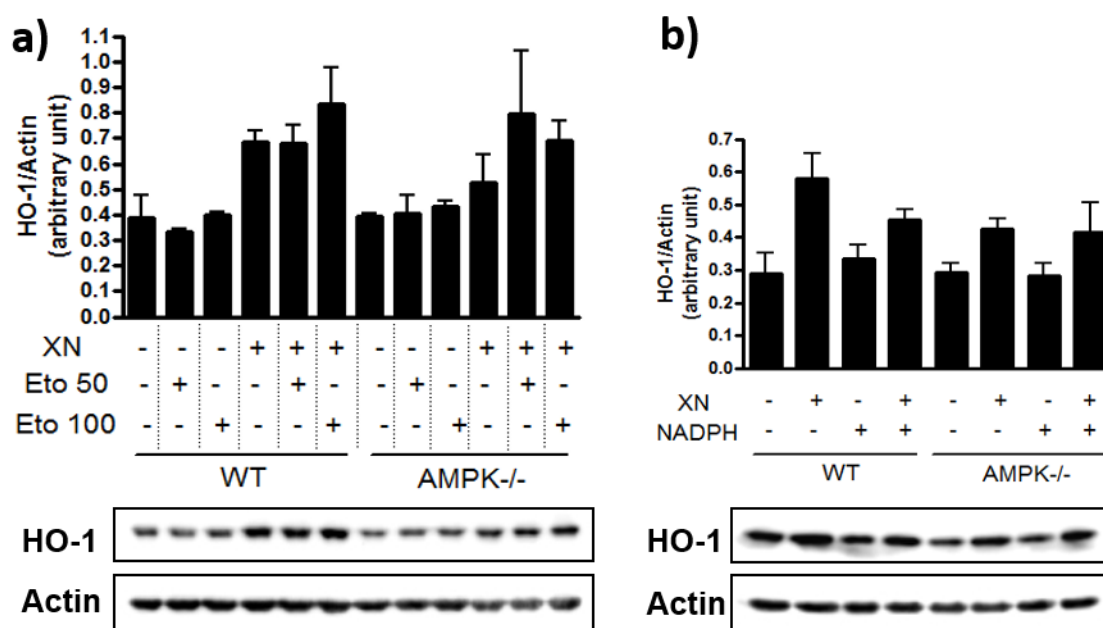 a)
HO-1/Actin
(arbitrary unit)
1.1
1.0
0.9
0.8
0.7
0.6
0.5
0.4
0.3
0.2
0.1
0.0
XN - - - + + + - - - + + +
Eto 50 - + - - + - - + - - + -
Eto 100 - - + - - + - - + - - +
WT AMPK-/-
HO-1
Actin
b)
HO-1/Actin
(arbitrary unit)
0.7
0.6
0.5
0.4
0.3
0.2
0.1
0.0
XN - + - + - + - +
NADPH - - + + - - + +
WT AMPK-/-
HO-1
Actin